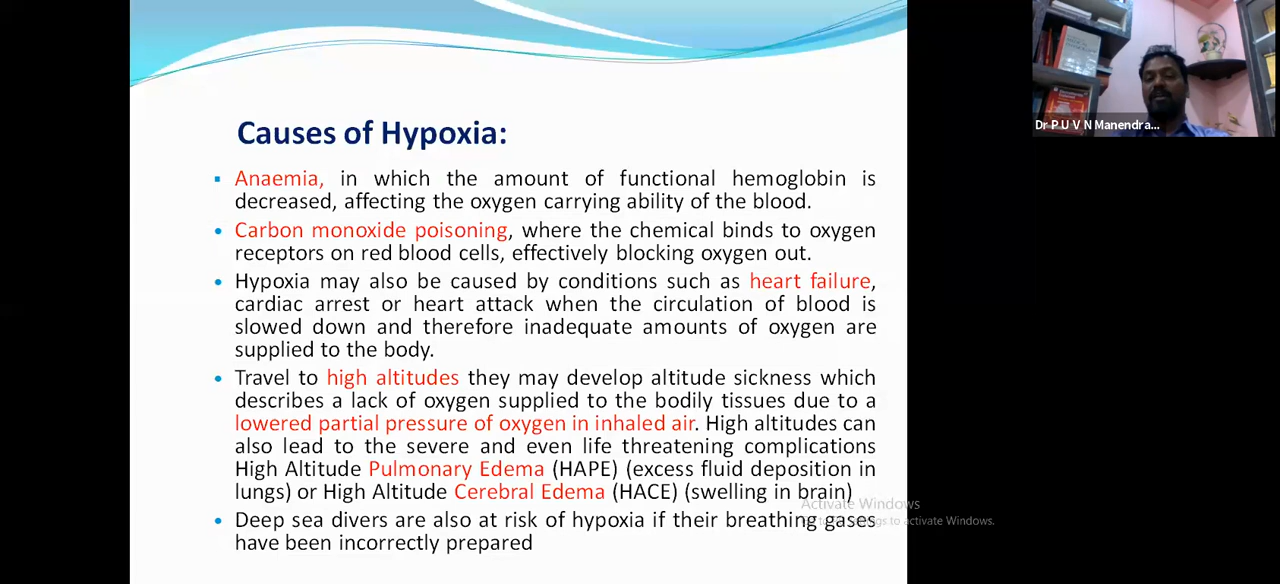 Dr P U V N Manendra...
Causes of Hypoxia:
Anaemia, in which the amount of functional hemoglobin is
decreased, affecting the oxygen carrying ability of the blood.
Carbon monoxide poisoning, where the chemical binds to oxygen
receptors on red blood cells, effectively blocking oxygen out.
Hypoxia may also be caused by conditions such as heart failure,
cardiac arrest or heart attack when the circulation of blood is
slowed down and therefore inadequate amounts of oxygen are
supplied to the body.
Travel to high altitudes they may develop altitude sickness which
describes a lack of oxygen supplied to the bodily tissues due to a
lowered partial pressure of oxygen in inhaled air. High altitudes can
also lead to the severe and even life threatening complications
High Altitude Pulmonary Edema (HAPE) (excess fluid deposition in
lungs) or High Altitude Cerebral Edema (HACE) (swelling in brain)
Activate Windows
Deep sea divers are also at risk of hypoxia if their breathing gases
to activate Windows.
have been incorrectly prepared